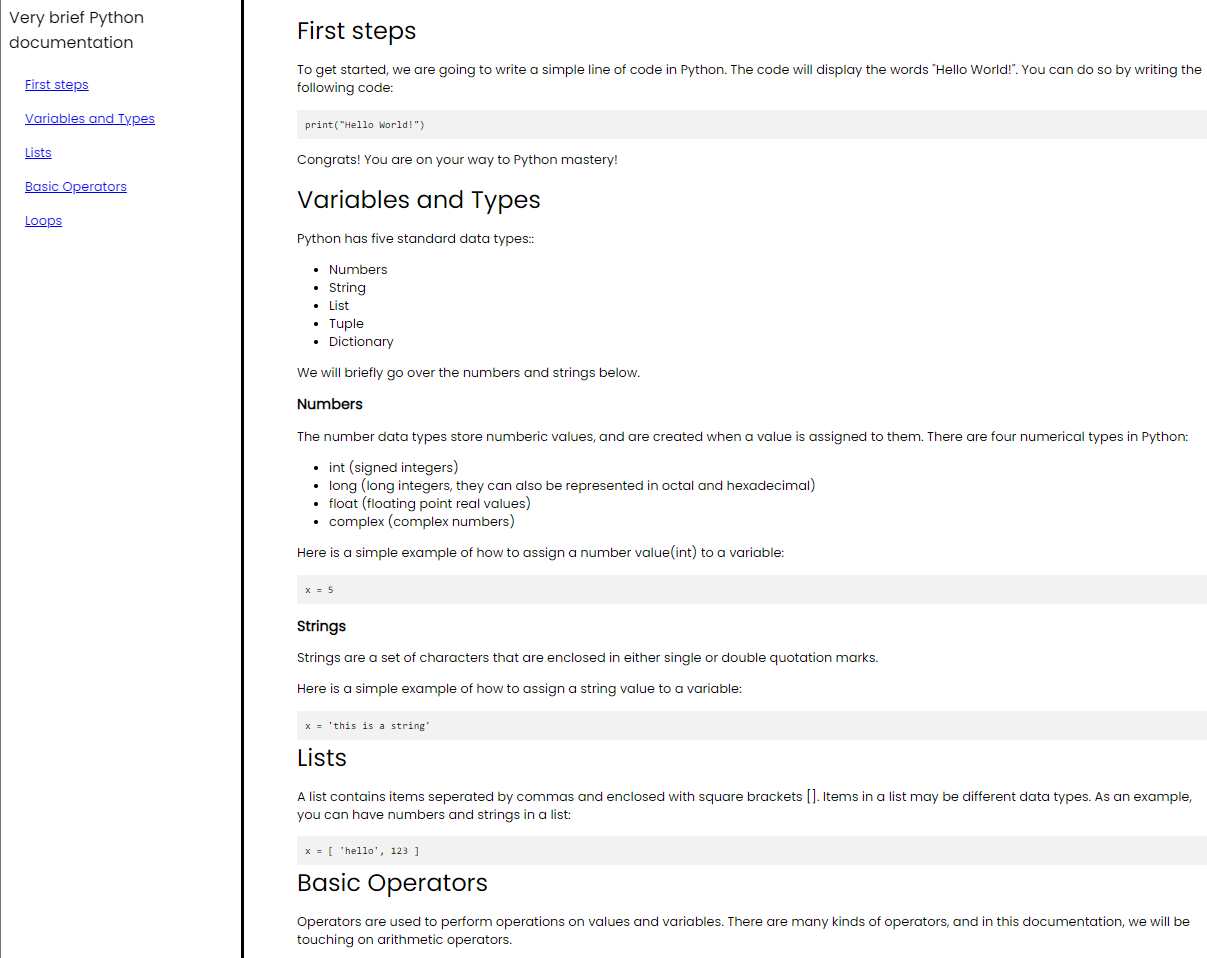 Very brief Python
documentation
First steps
Variables and Types
Lists
Basic Operators
Loops
First steps
To get started, we are going to write a simple line of code in Python. The code will display the words "Hello World!". You can do so by writing the
following code:
print("Hello World!")
Congrats! You are on your way to Python mastery!
Variables and Types
Python has five standard data types::
Numbers
String
List
Tuple
Dictionary
We will briefly go over the numbers and strings below.
Numbers
The number data types store numberic values, and are created when a value is assigned to them. There are four numerical types in Python:
int (signed integers)
long (long integers, they can also be represented in octal and hexadecimal)
float (floating point real values)
complex (complex numbers)
Here is a simple example of how to assign a number value(int) to a variable:
x = 5
Strings
Strings are a set of characters that are enclosed in either single or double quotation marks.
Here is a simple example of how to assign a string value to a variable:
x = 'this is a string'
Lists
A list contains items seperated by commas and enclosed with square brackets []. Items in a list may be different data types. As an example,
you can have numbers and strings in a list:
x = [ 'hello', 123 ]
Basic Operators
Operators are used to perform operations on values and variables. There are many kinds of operators, and in this documentation, we will be
touching on arithmetic operators.